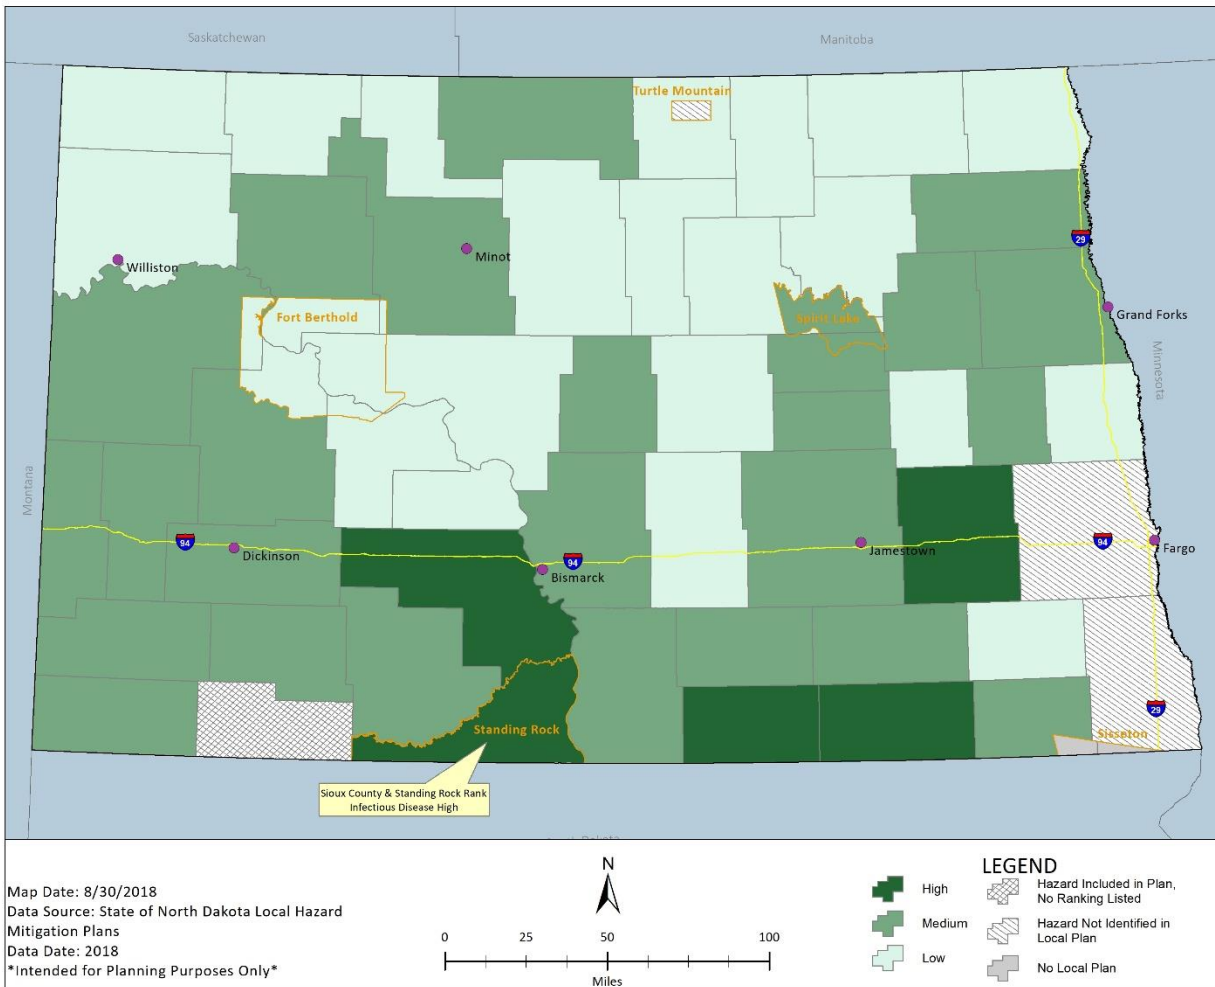 Saskatchewan
Manitoba
Turtle Mountain
29
Williston
Minot
Fort Berthold
Spirit Lake
Grand Forks
Minnesota
Montana
94
Dickinson
94
Bismarck
Jamestown
94
Fargo
Standing Rock
29
Sisseton
Sioux County & Standing Rock Rank
Infectious Disease High
Map Date: 8/30/2018
Data Source: State of North Dakota Local Hazard
Mitigation Plans
Data Date: 2018
*Intended for Planning Purposes Only*
N
0 25 50 100
Miles
LEGEND
High
Medium
Low
Hazard Included in Plan,
No Ranking Listed
Hazard Not Identified in
Local Plan
No Local Plan